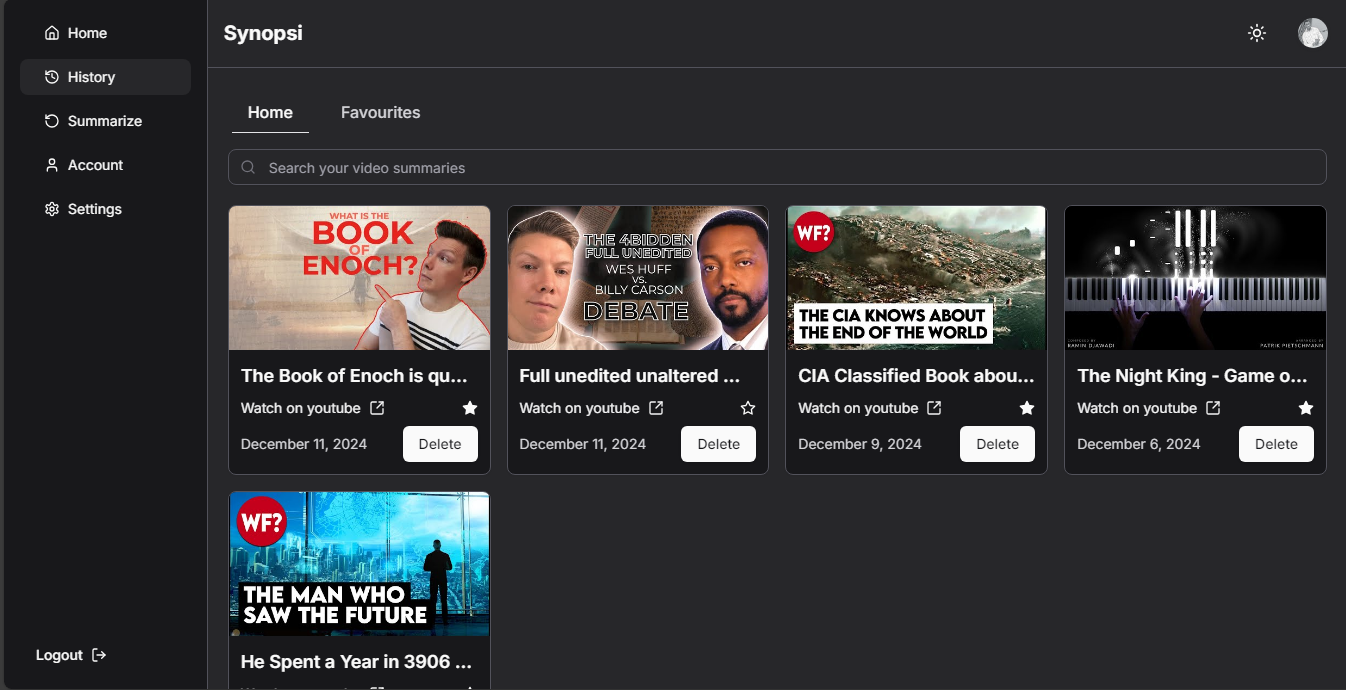 Home
History
Summarize
Account
Settings
Logout
Synopsi
Home
Favourites
Search your video summaries
WHAT IS THE
BOOK
OF
ENOCH?
The Book of Enoch is qu...
Watch on youtube
December 11, 2024
Delete
THE 4BIDDEN
FULL UNEDITED
WES HUFF
VS.
BILLY CARSON
DEBATE
Full unedited unaltered ...
Watch on youtube
December 11, 2024
Delete
WF?
THE CIA KNOWS ABOUT
THE END OF THE WORLD
CIA Classified Book abou...
Watch on youtube
December 9, 2024
Delete
COMPOSED BY
RAMIN DJAWADI
ARRANGED BY
PATRIK PIETSCHMANN
The Night King - Game o...
Watch on youtube
December 6, 2024
Delete
WF?
THE MAN WHO
SAW THE FUTURE
He Spent a Year in 3906 ...